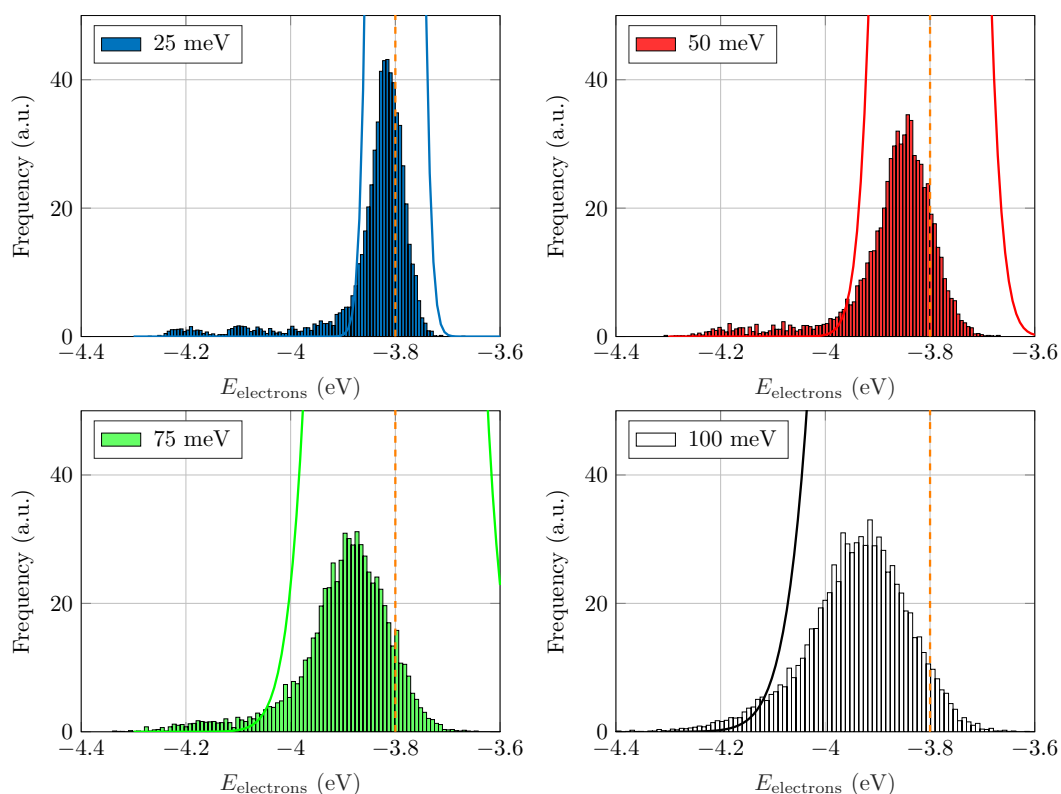 25 meV
Frequency (a.u.)
40
20
0
−4.4 −4.2 −4 −3.8 −3.6
E_electrons (eV)
50 meV
Frequency (a.u.)
40
20
0
−4.4 −4.2 −4 −3.8 −3.6
E_electrons (eV)
75 meV
Frequency (a.u.)
40
20
0
−4.4 −4.2 −4 −3.8 −3.6
E_electrons (eV)
100 meV
Frequency (a.u.)
40
20
0
−4.4 −4.2 −4 −3.8 −3.6
E_electrons (eV)